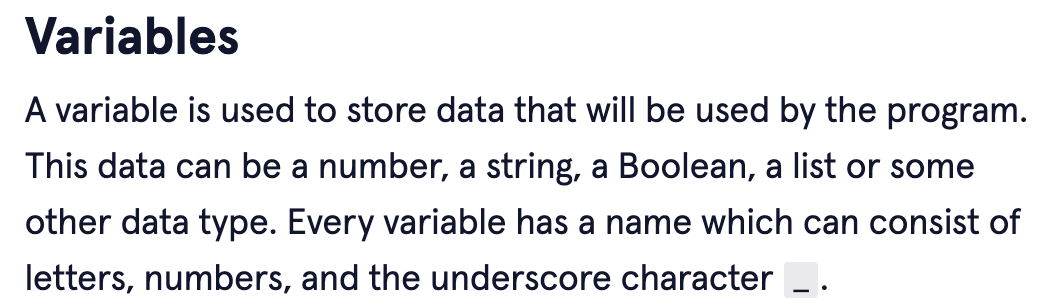 Variables
A variable is used to store data that will be used by the program.
This data can be a number, a string, a Boolean, a list or some
other data type. Every variable has a name which can consist of
letters, numbers, and the underscore character _.